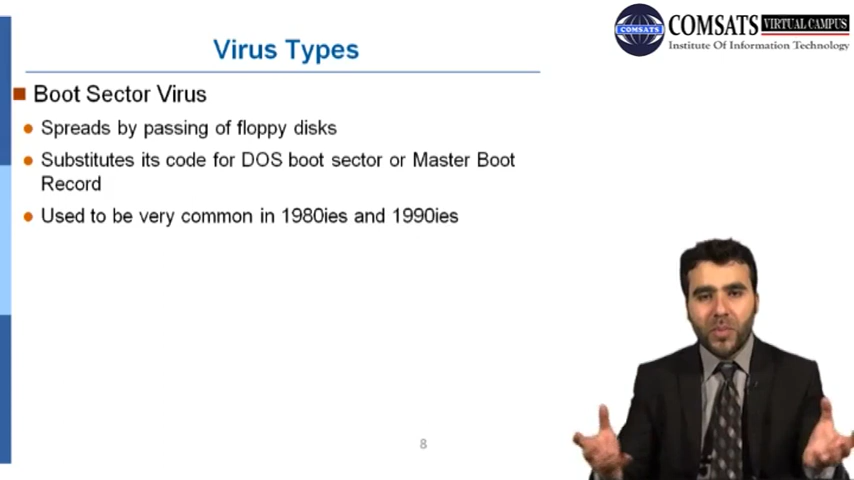 COMSATS VIRTUAL CAMPUS
Institute Of Information Technology
COMSATS
Virus Types
Boot Sector Virus
Spreads by passing of floppy disks
Substitutes its code for DOS boot sector or Master Boot
Record
Used to be very common in 1980ies and 1990ies
8